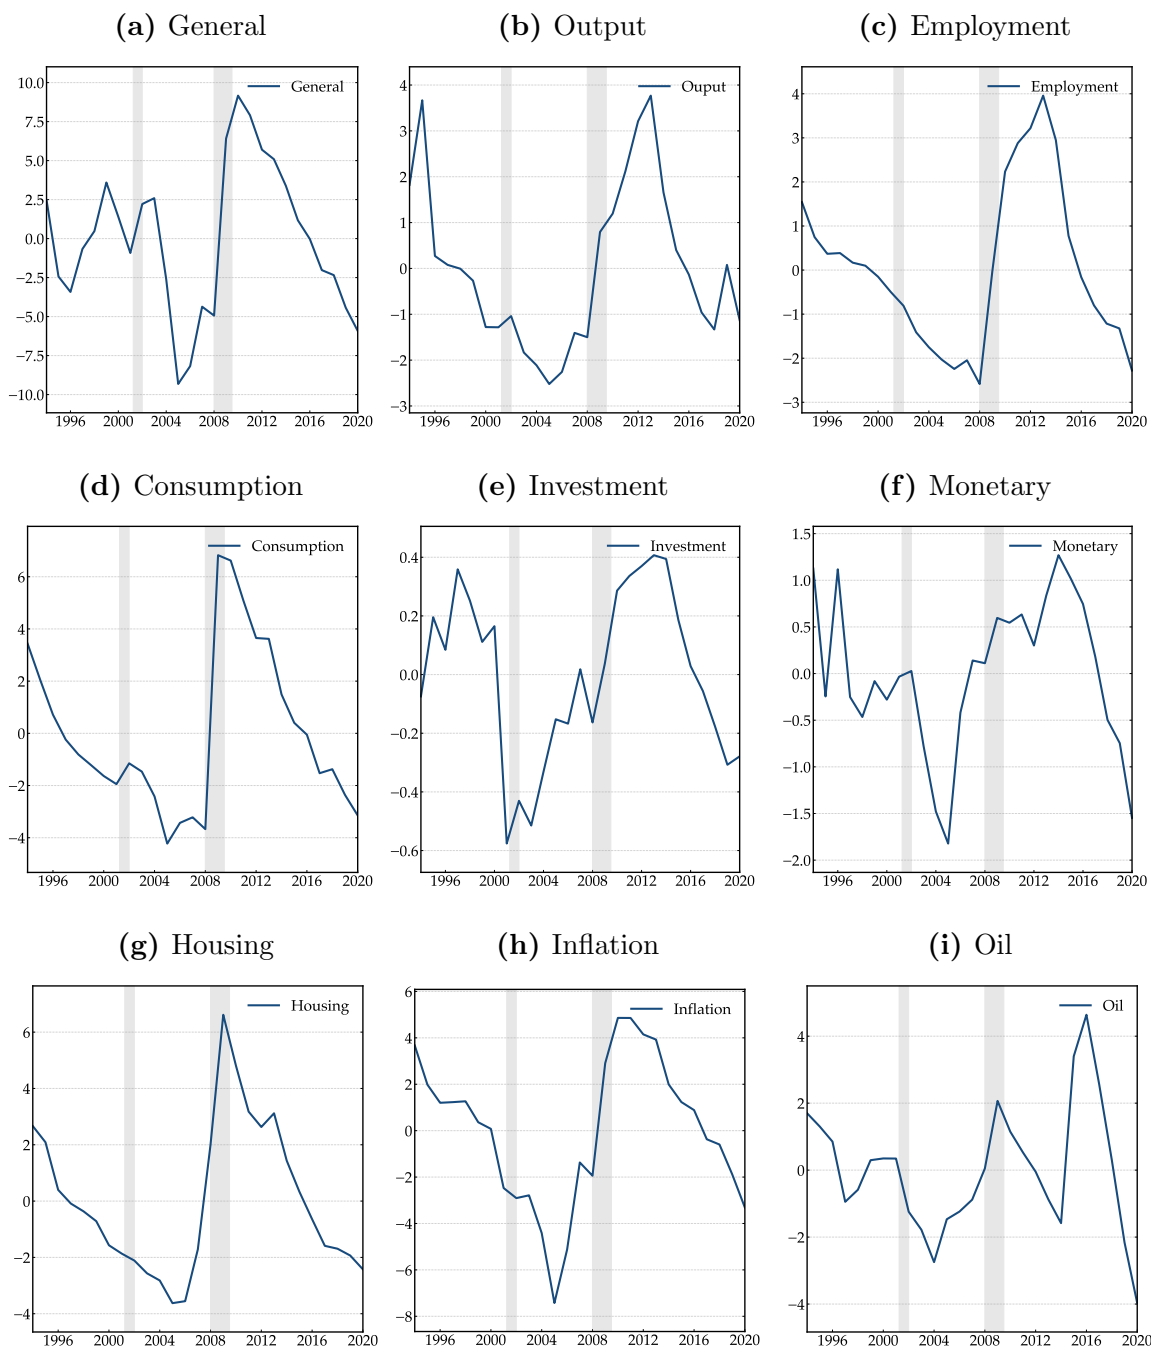 (a) General
(b) Output
(c) Employment
General
10.0
7.5
5.0
2.5
0.0
−2.5
−5.0
−7.5
−10.0
1996 2000 2004 2008 2012 2016 2020
Ouput
4
3
2
1
0
−1
−2
−3
1996 2000 2004 2008 2012 2016 2020
Employment
4
3
2
1
0
−1
−2
−3
1996 2000 2004 2008 2012 2016 2020
(d) Consumption
(e) Investment
(f) Monetary
Consumption
6
4
2
0
−2
−4
1996 2000 2004 2008 2012 2016 2020
Investment
0.4
0.2
0.0
−0.2
−0.4
−0.6
1996 2000 2004 2008 2012 2016 2020
Monetary
1.5
1.0
0.5
0.0
−0.5
−1.0
−1.5
−2.0
1996 2000 2004 2008 2012 2016 2020
(g) Housing
(h) Inflation
(i) Oil
Housing
6
4
2
0
−2
−4
1996 2000 2004 2008 2012 2016 2020
Inflation
6
4
2
0
−2
−4
−6
−8
1996 2000 2004 2008 2012 2016 2020
Oil
4
2
0
−2
−4
1996 2000 2004 2008 2012 2016 2020